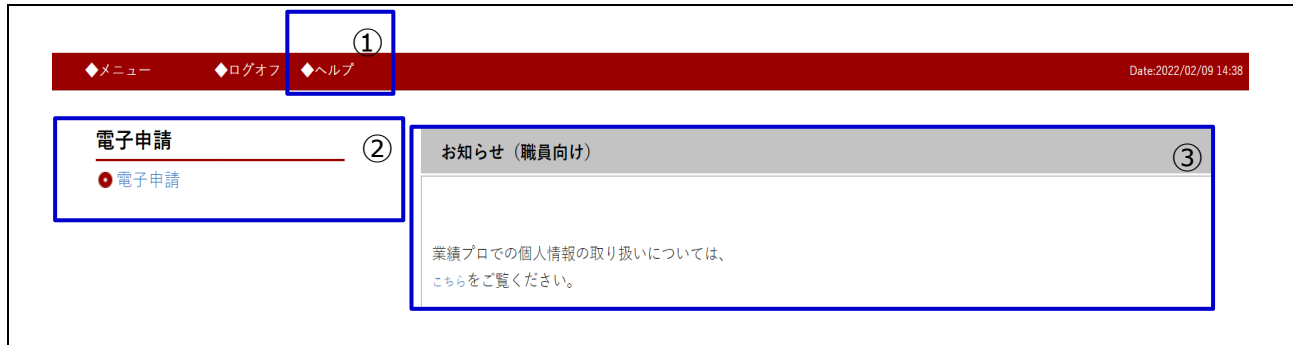 ①
◆メニュー ◆ログオフ ◆ヘルプ Date:2022/02/09 14:38
電子申請 ②
電子申請
お知らせ（職員向け） ③
業績プロでの個人情報の取り扱いについては、
こちらをご覧ください。